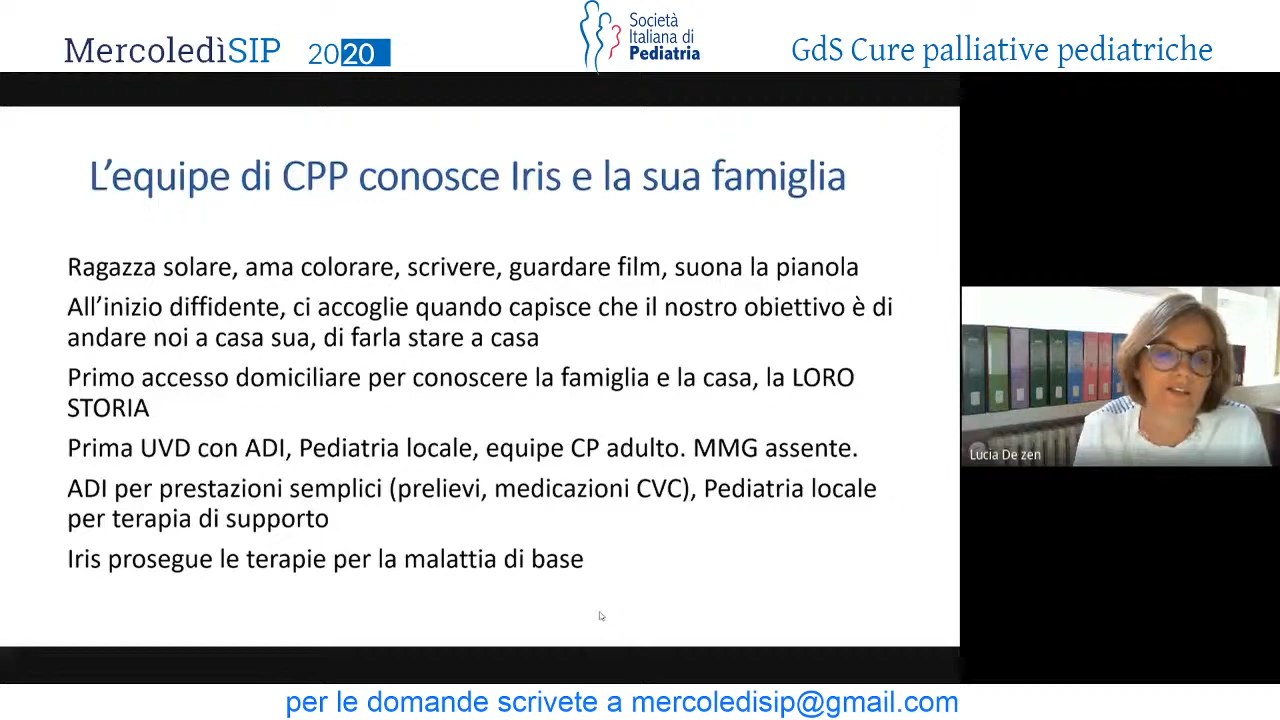 MercoledìSIP 2020
Società
Italiana di
Pediatria
GdS Cure palliative pediatriche
L'equipe di CPP conosce Iris e la sua famiglia
Ragazza solare, ama colorare, scrivere, guardare film, suona la pianola
All'inizio diffidente, ci accoglie quando capisce che il nostro obiettivo è di
andare noi a casa sua, di farla stare a casa
Primo accesso domiciliare per conoscere la famiglia e la casa, la LORO
STORIA
Prima UVD con ADI, Pediatria locale, equipe CP adulto. MMG assente.
ADI per prestazioni semplici (prelievi, medicazioni CVC), Pediatria locale
per terapia di supporto
Iris prosegue le terapie per la malattia di base
Lucia De zen
per le domande scrivete a mercoledisip@gmail.com